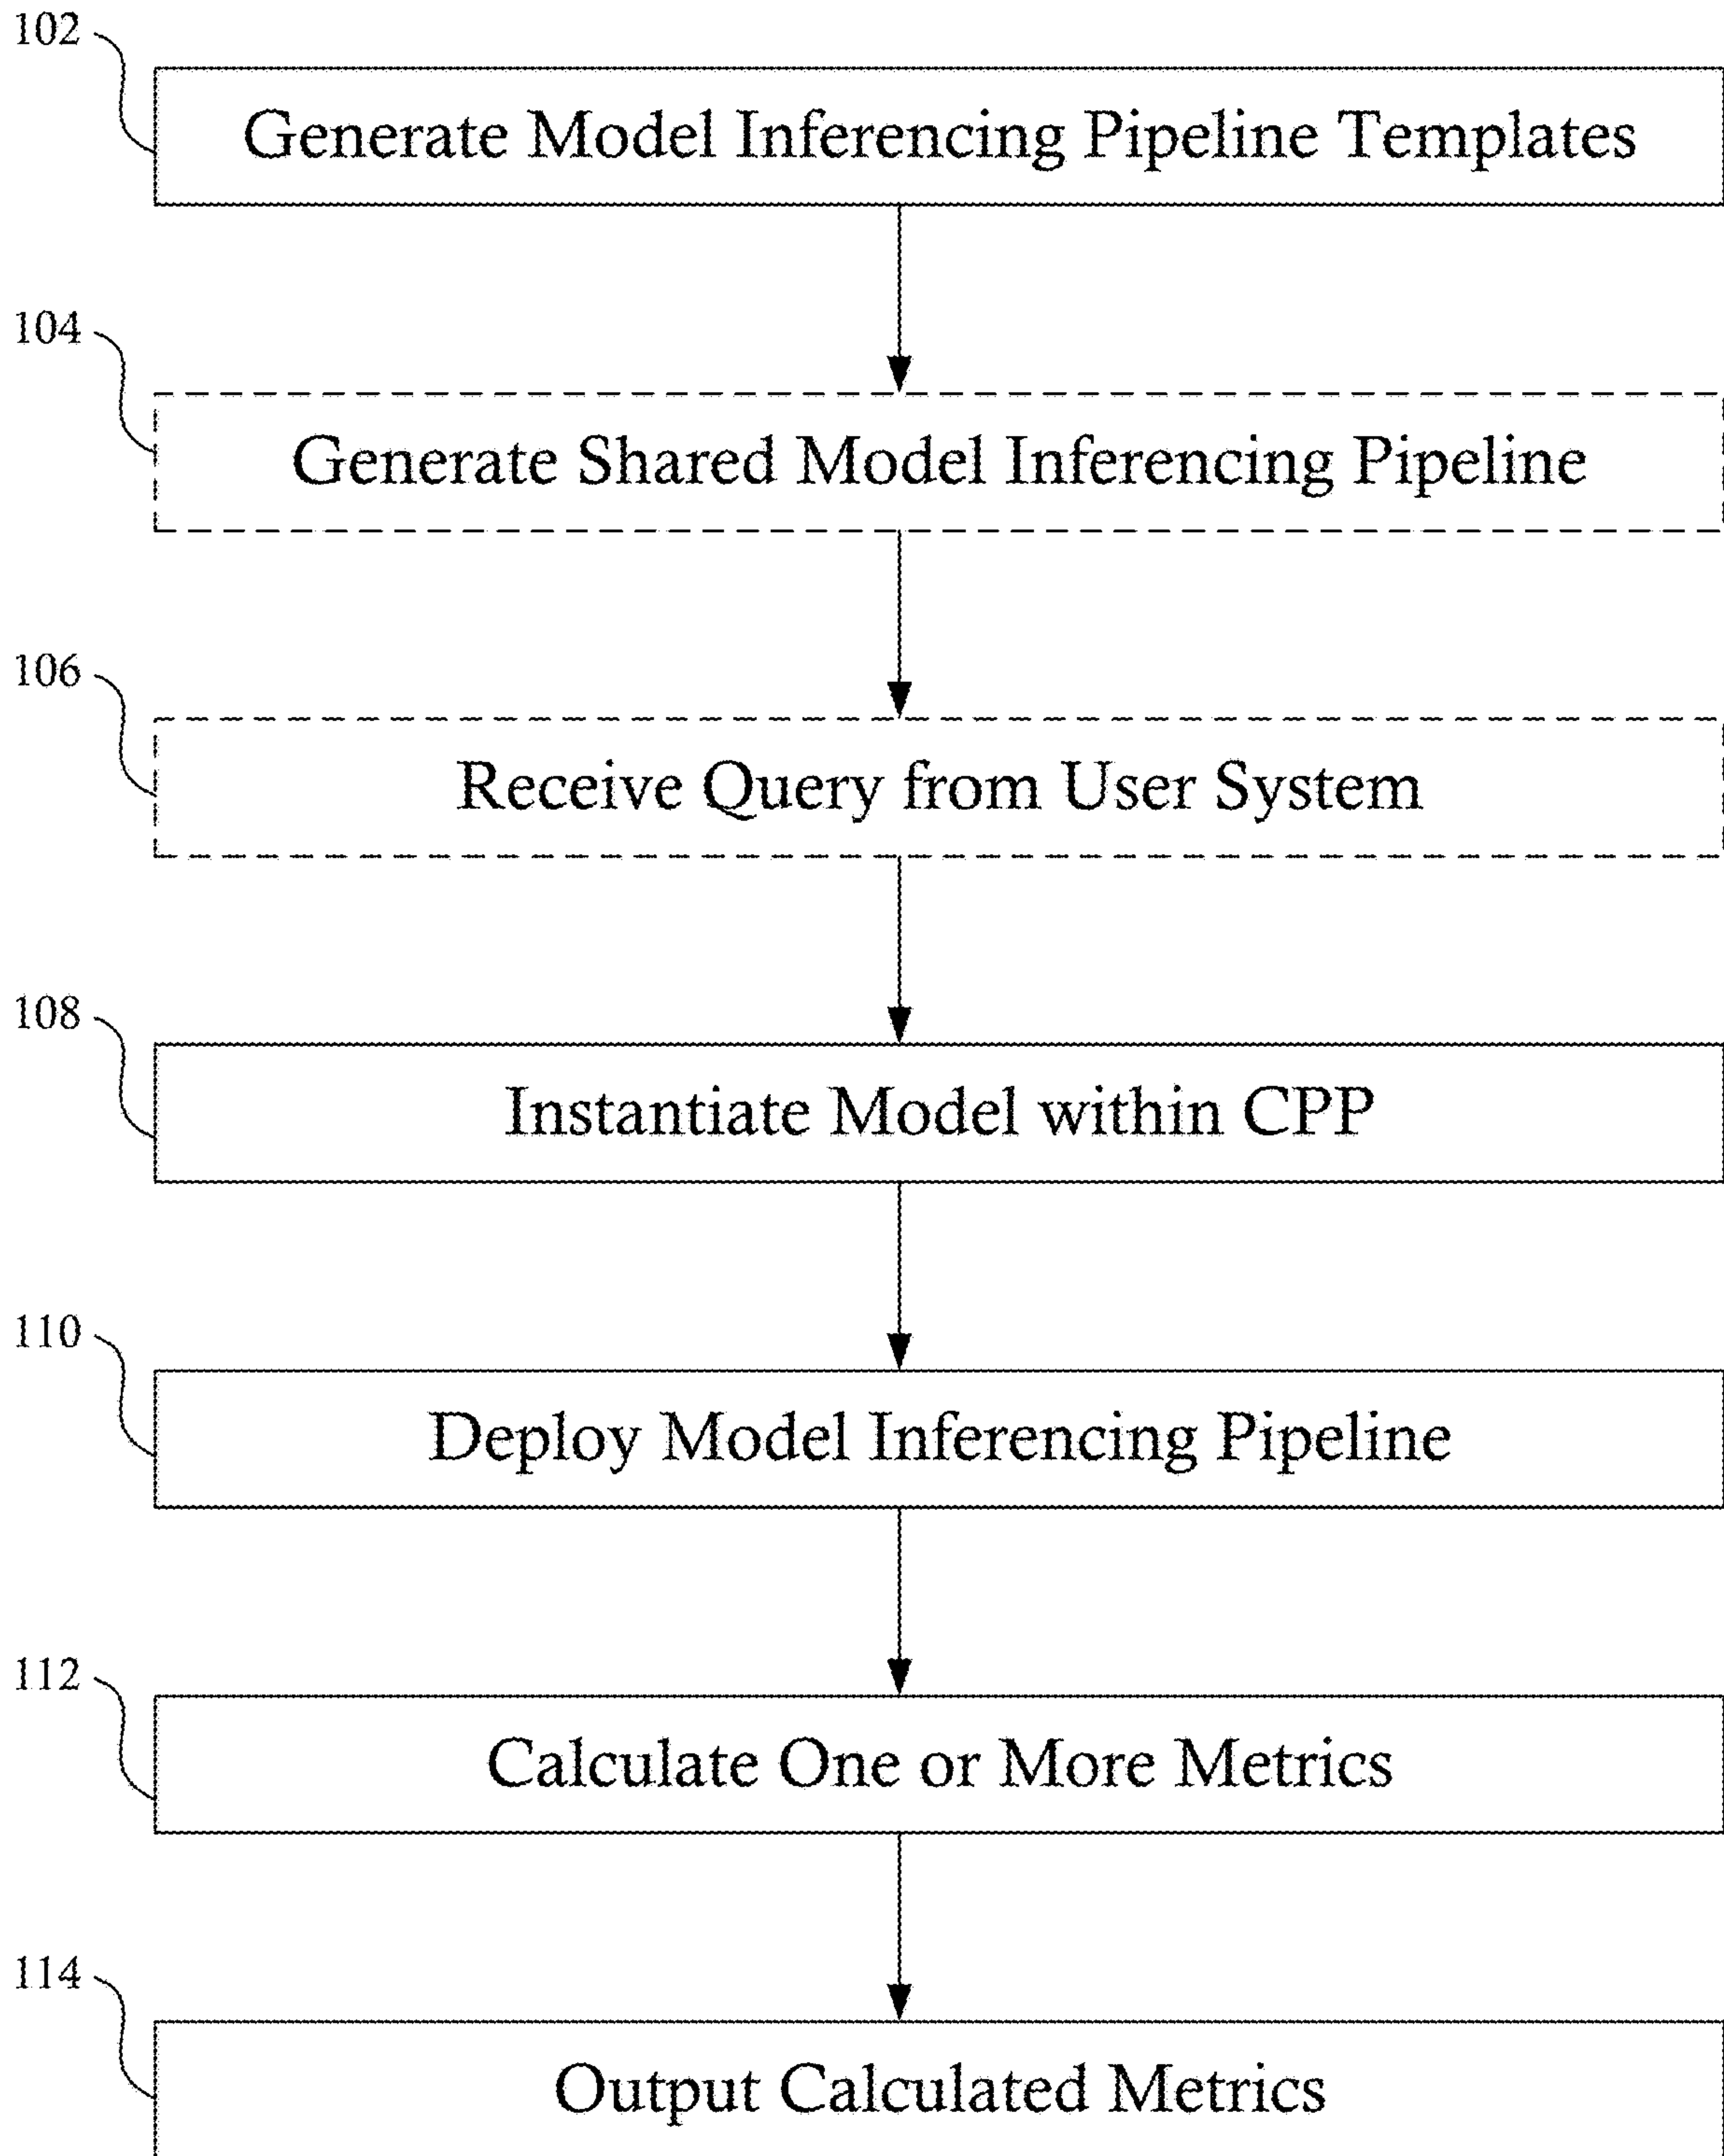 102
Generate Model Inferencing Pipeline Templates
104
Generate Shared Model Inferencing Pipeline
106
Receive Query from User System
108
Instantiate Model within CPP
110
Deploy Model Inferencing Pipeline
112
Calculate One or More Metrics
114
Output Calculated Metrics